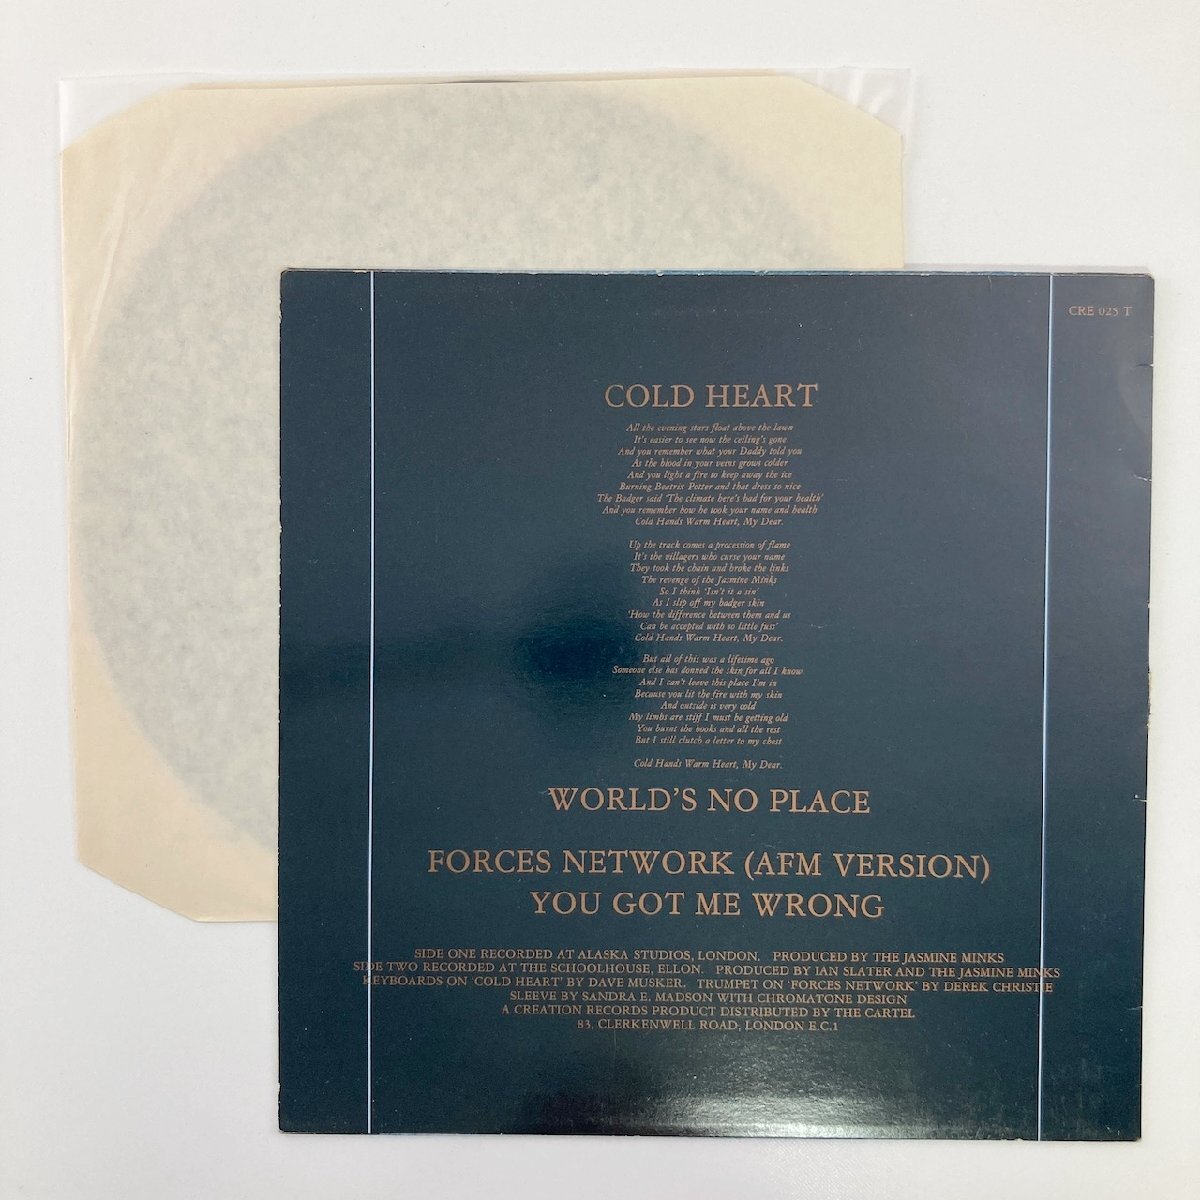 CRE 025 T
COLD HEART
All the evening stars float above the lawn
It's easier to see now the ceiling's gone
And you remember what your Daddy told you
As the blood in your veins grows colder
And you light a fire to keep away the ice
Burning Beatrix Potter and that dress so nice
The Badger said 'The climate here's bad for your health'
And you remember how he took your name and health
Cold Hands Warm Heart, My Dear.
Up the track comes a procession of flame
It's the villagers who curse your name
They took the chain and broke the links
The revenge of the Jasmine Minks
So I think 'Isn't it a sin'
As I slip off my badger skin
'How the difference between them and us
Can be accepted with so little fuss'
Cold Hands Warm Heart, My Dear.
But all of this was a lifetime ago
Someone else has donned the skin for all I know
And I can't leave this place I'm in
Because you lit the fire with my skin
And outside is very cold
My limbs are stiff I must be getting old
You burnt the books and all the rest
But I still clutch a letter to my chest
Cold Hands Warm Heart, My Dear.
WORLD'S NO PLACE
FORCES NETWORK (AFM VERSION)
YOU GOT ME WRONG
SIDE ONE RECORDED AT ALASKA STUDIOS, LONDON. PRODUCED BY THE JASMINE MINKS
SIDE TWO RECORDED AT THE SCHOOLHOUSE, ELLON. PRODUCED BY IAN SLATER AND THE JASMINE MINKS
KEYBOARDS ON 'COLD HEART' BY DAVE MUSKER. TRUMPET ON 'FORCES NETWORK' BY DEREK CHRISTIE
SLEEVE BY SANDRA E. MADSON WITH CHROMATONE DESIGN
A CREATION RECORDS PRODUCT DISTRIBUTED BY THE CARTEL
83, CLERKENWELL ROAD, LONDON E.C.1